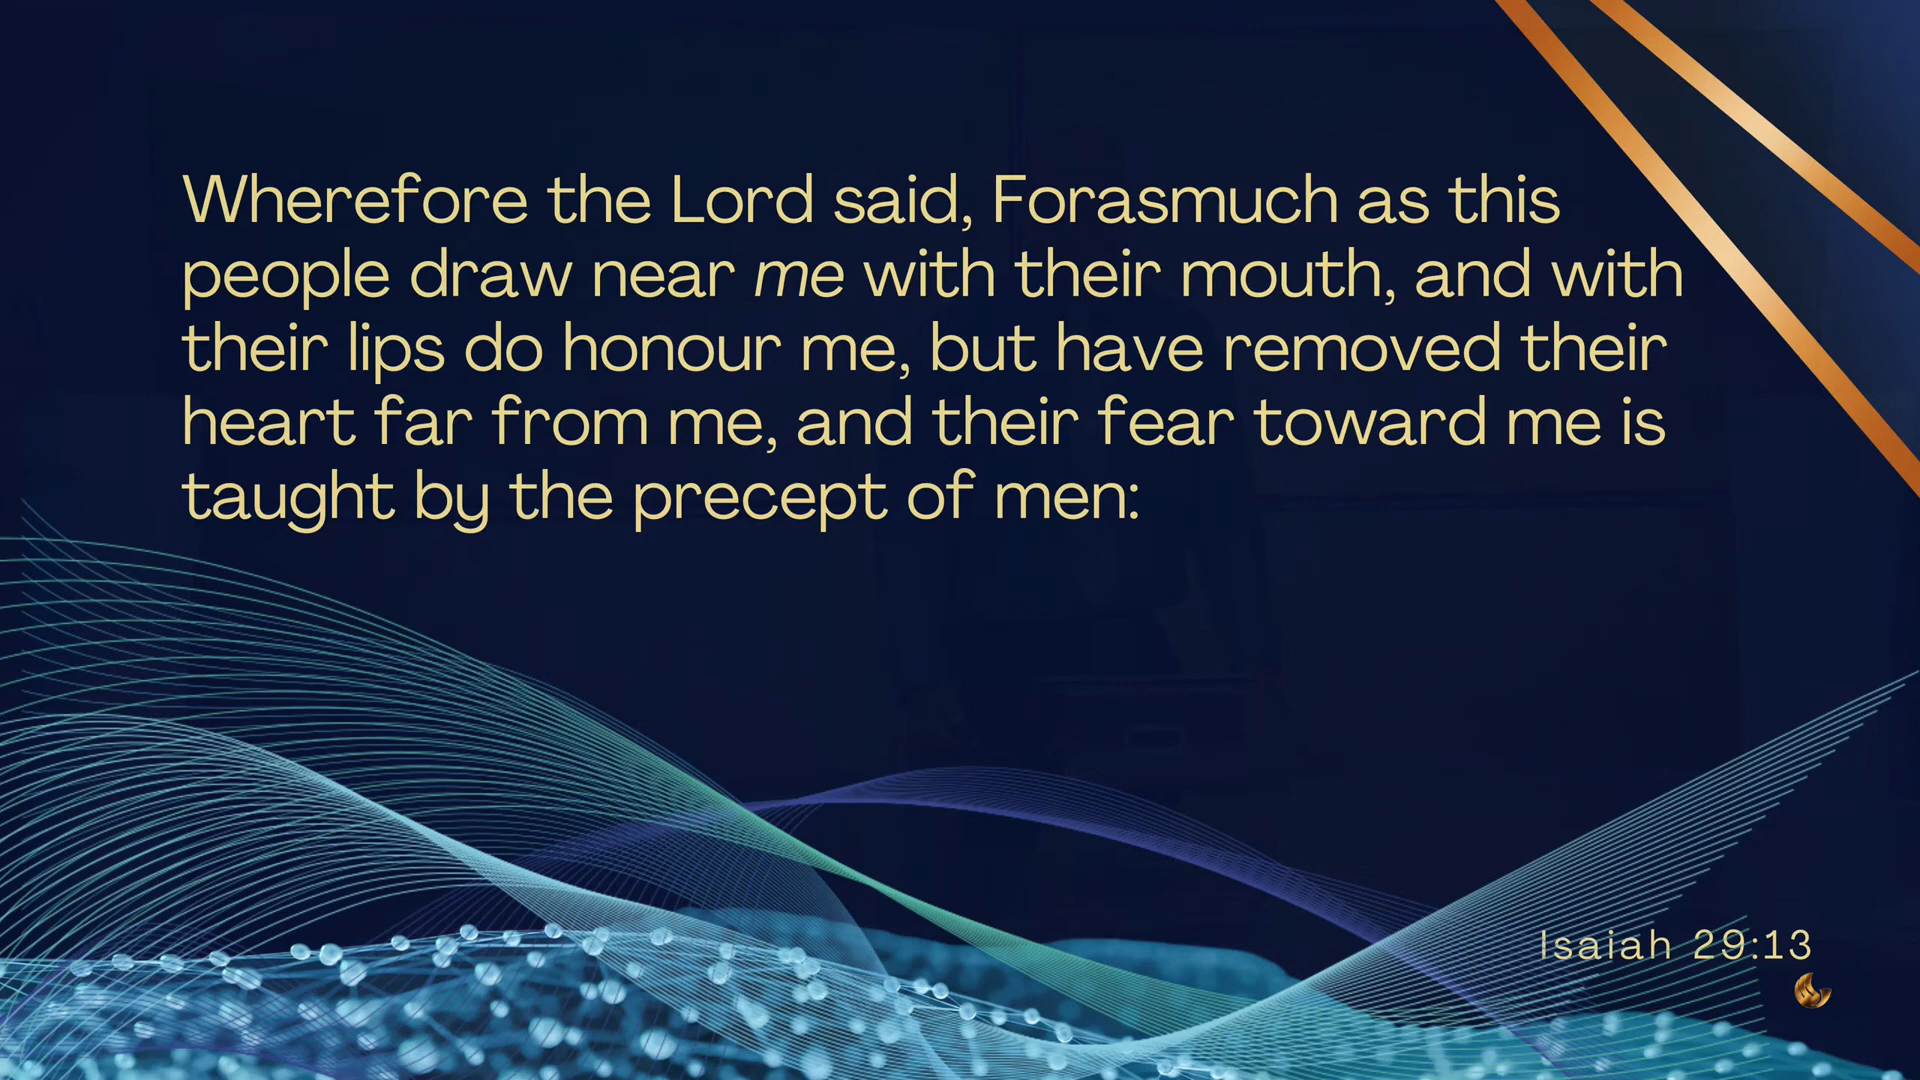 Wherefore the Lord said, Forasmuch as this
people draw near me with their mouth, and with
their lips do honour me, but have removed their
heart far from me, and their fear toward me is
taught by the precept of men:
Isaiah 29:13